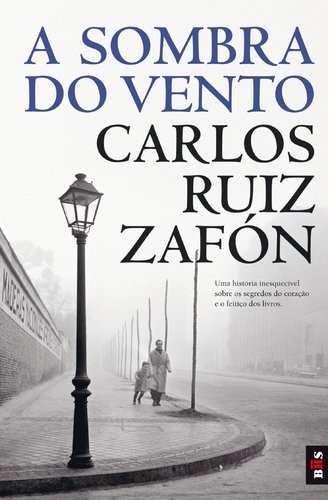 A SOMBRA
DO VENTO
CARLOS
RUIZ
ZAFÓN
Uma história inesquecível
sobre os segredos do coração
e o feitiço dos livros.
BIS